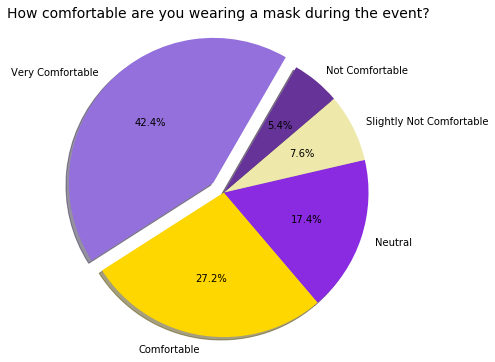 How comfortable are you wearing a mask during the event?
Not Comfortable
Very Comfortable
5.4%
42.4%
Slightly Not Comfortable
7.6%
17.4%
Neutral
27.2%
Comfortable